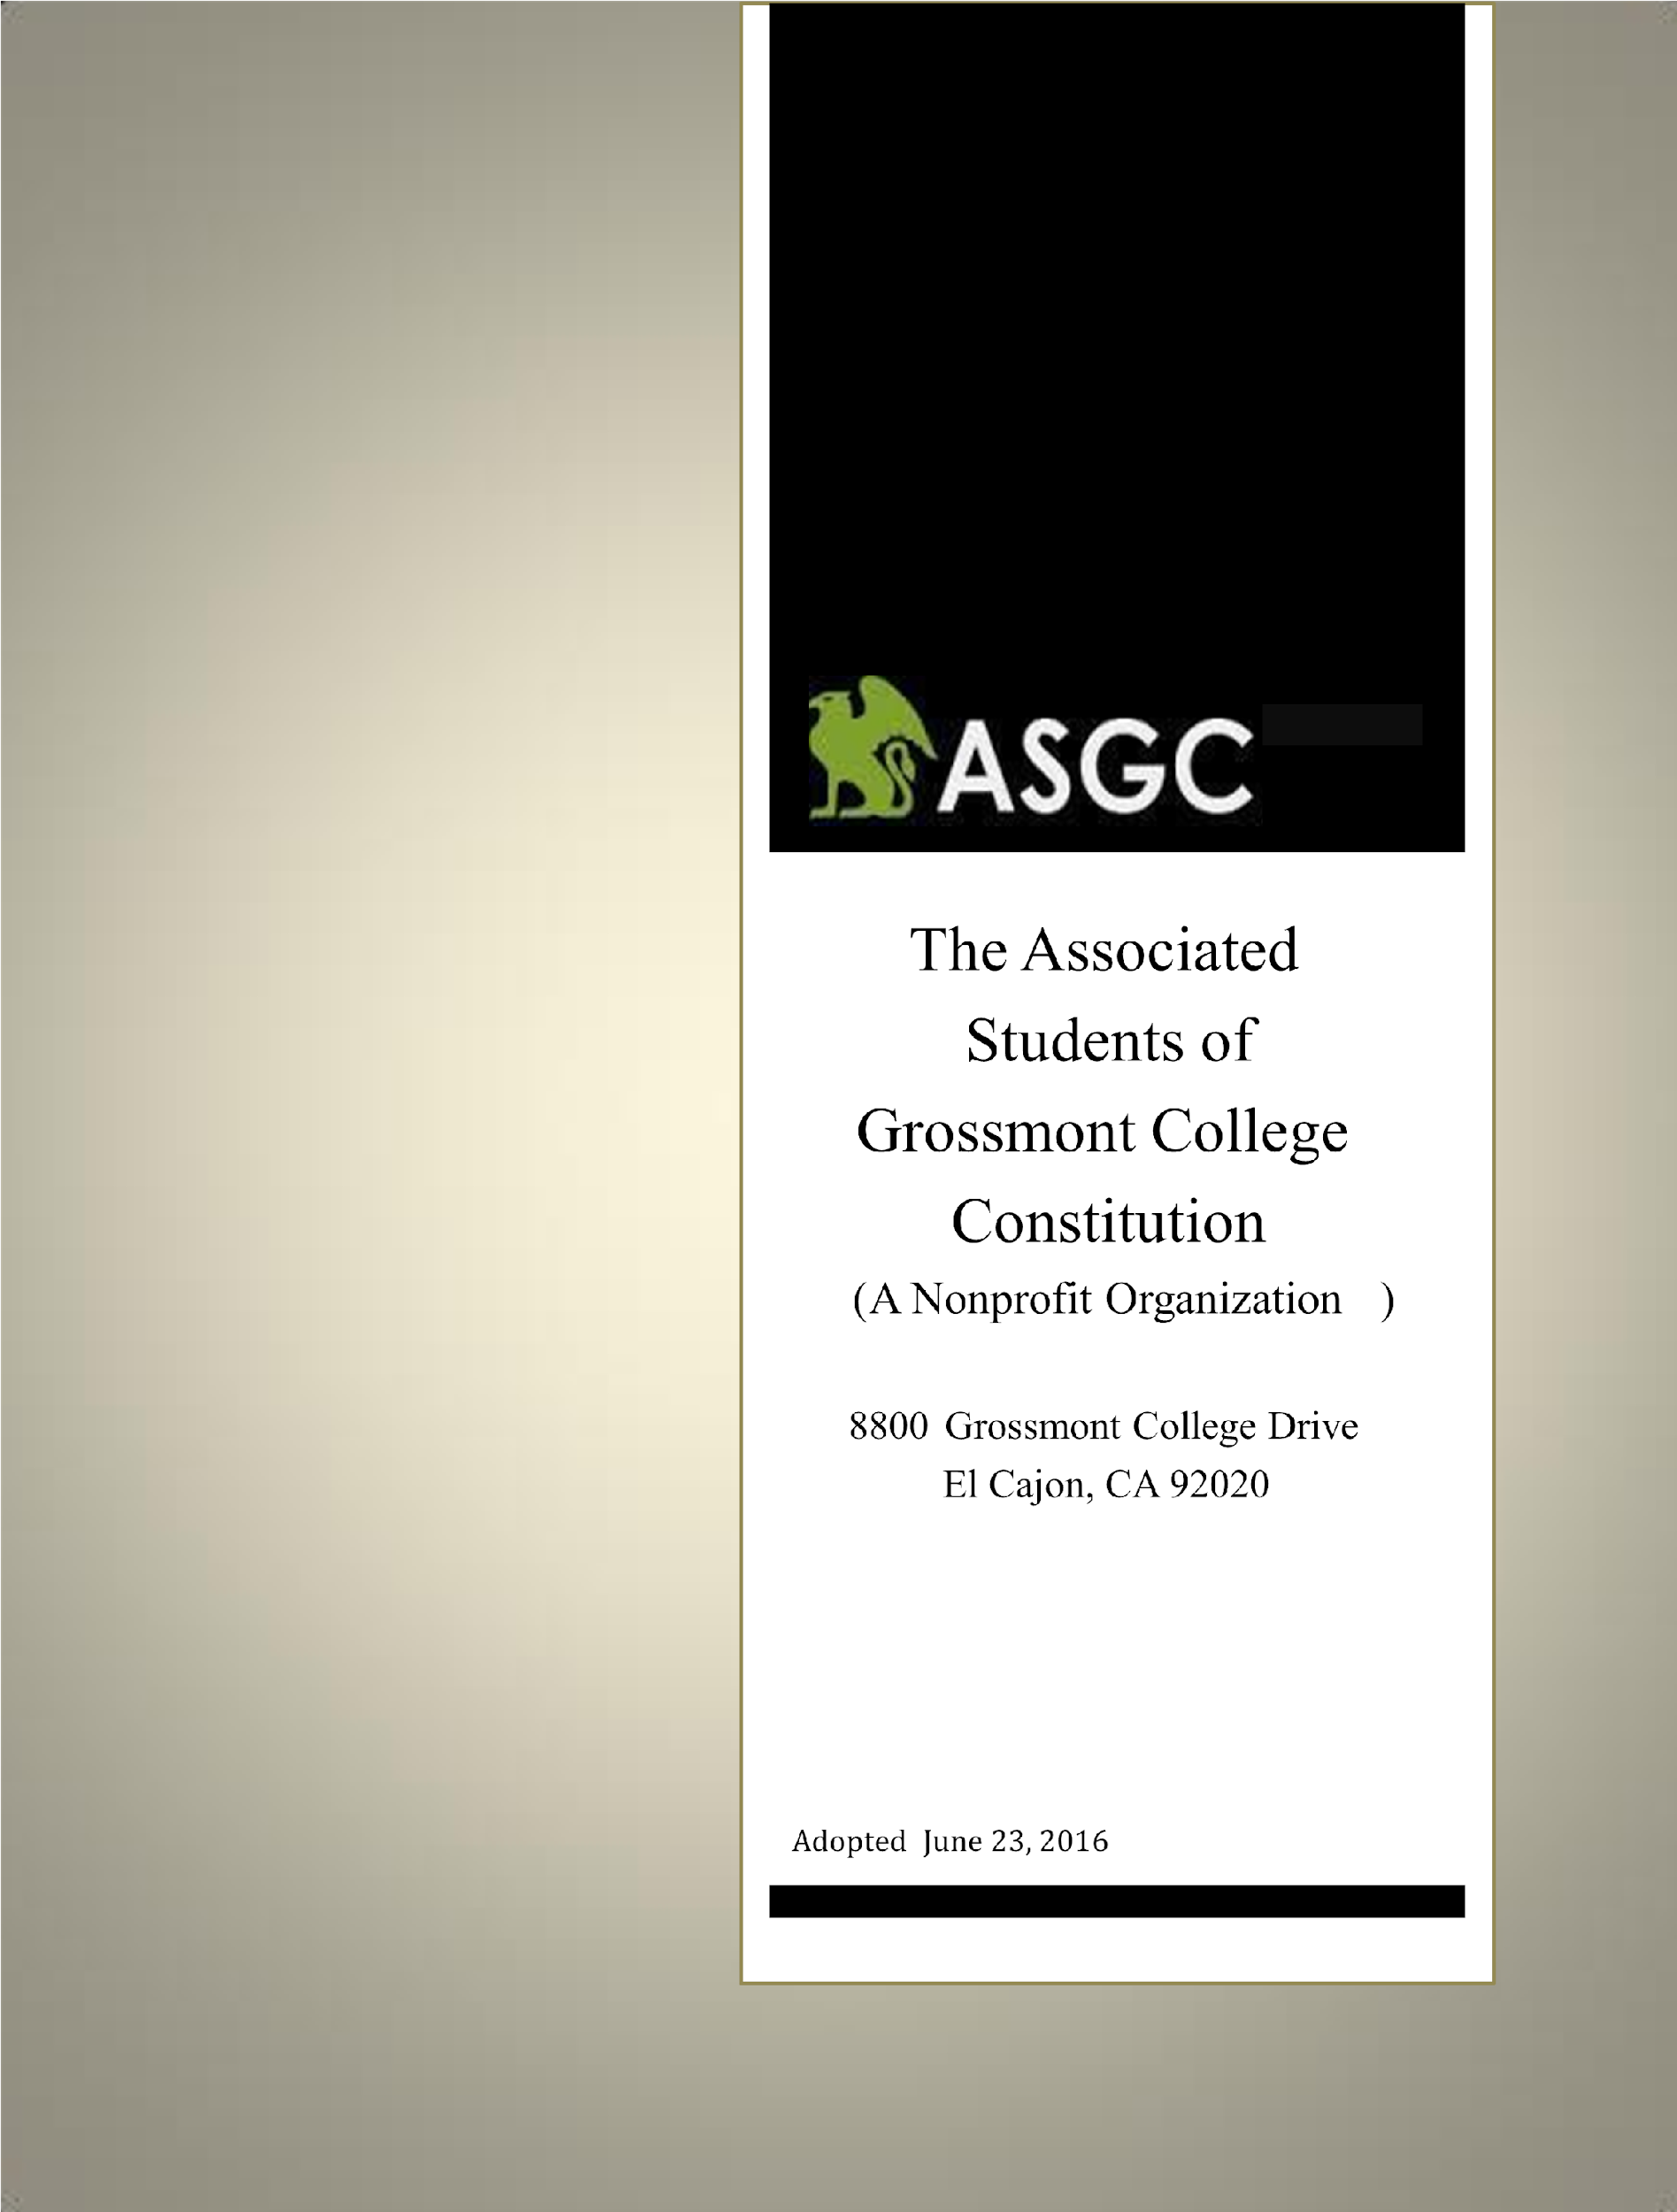 ASGC
The Associated
Students of
Grossmont College
Constitution
(A Nonprofit Organization )
8800 Grossmont College Drive
El Cajon, CA 92020
Adopted June 23, 2016